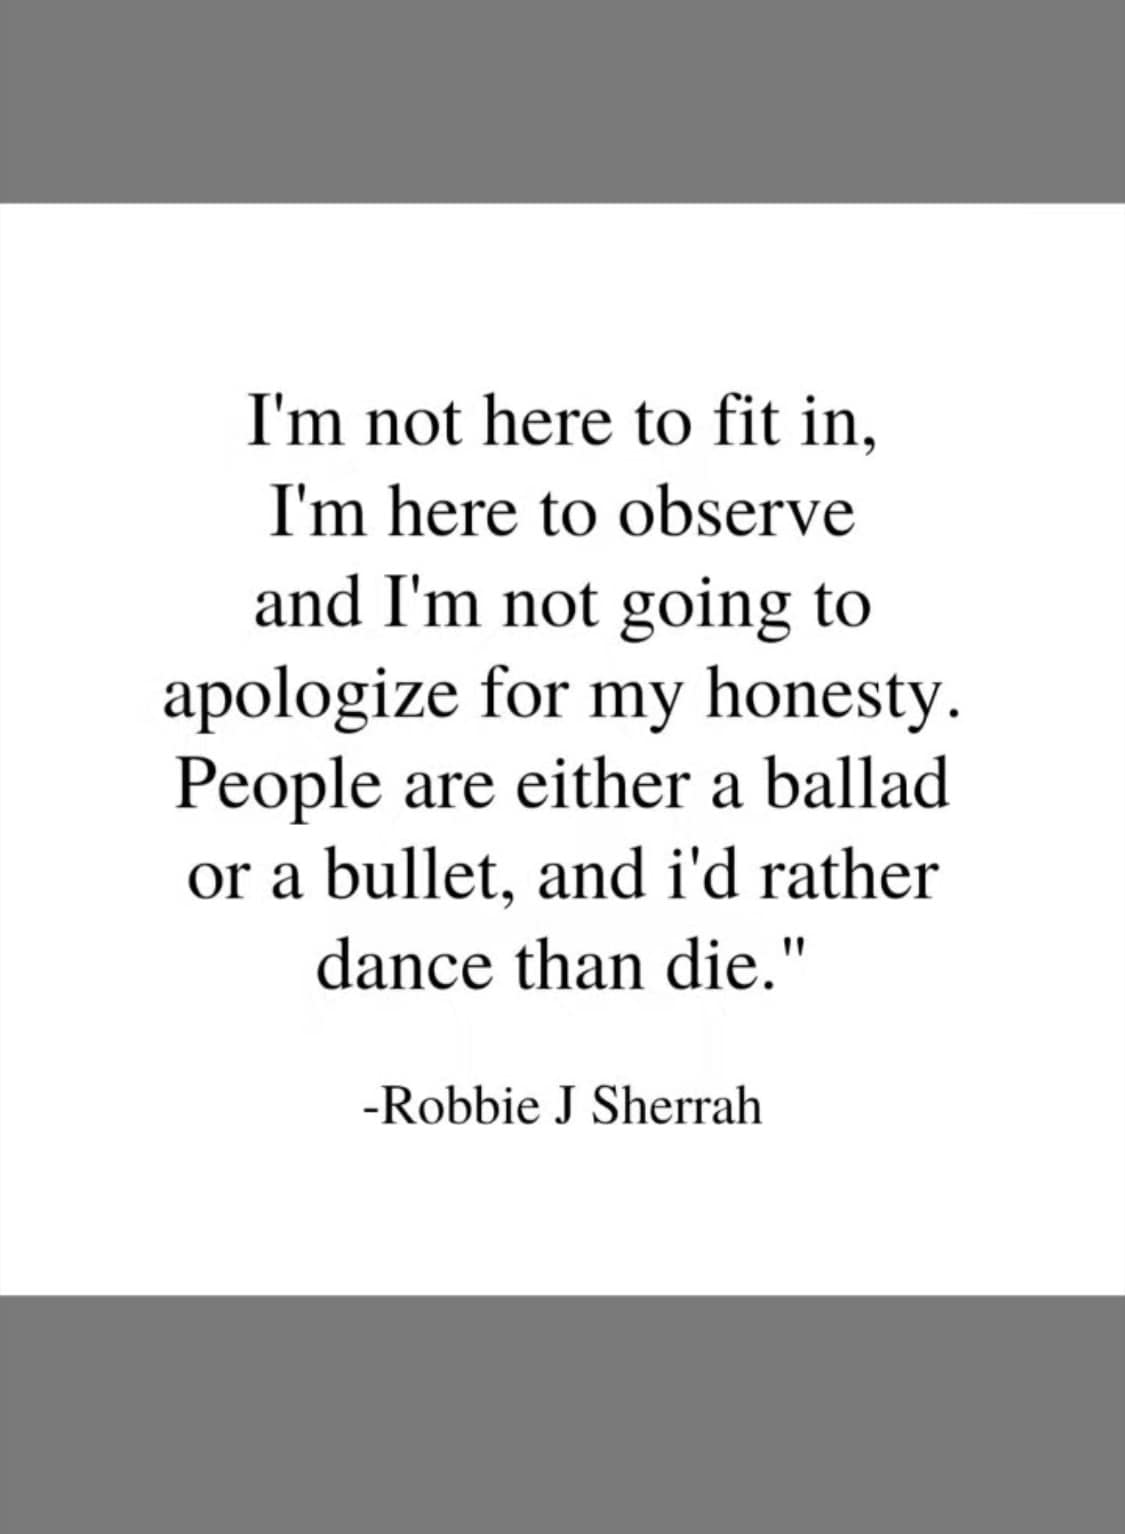 I'm not here to fit in,
I'm here to observe
and I'm not going to
apologize for my honesty.
People are either a ballad
or a bullet, and i'd rather
dance than die."
-Robbie J Sherrah